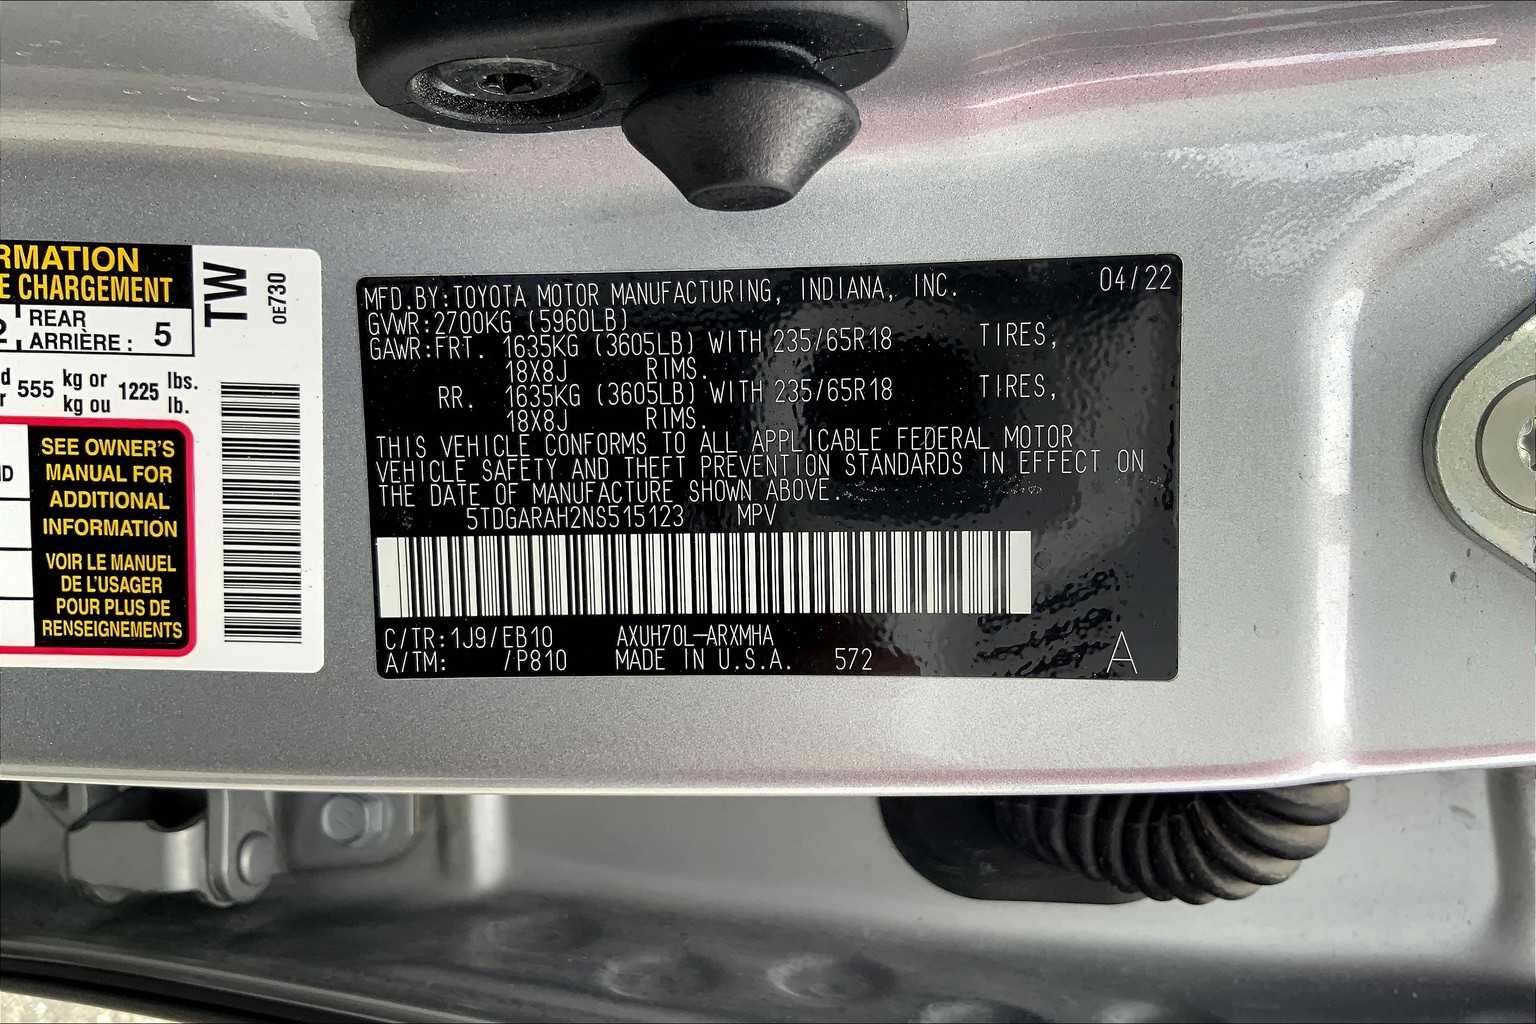 RMATION
E CHARGEMENT
REAR
ARRIÈRE : 5
555 kg or 1225 lbs.
kg ou lb.
SEE OWNER'S
MANUAL FOR
ADDITIONAL
INFORMATION
VOIR LE MANUEL
DE L'USAGER
POUR PLUS DE
RENSEIGNEMENTS
TW
0E730
MFD. BY: TOYOTA MOTOR MANUFACTURING, INDIANA, INC. 04/22
GVWR: 2700KG (5960LB)
GAWR: FRT. 1635KG (3605LB) WITH 235/65R18 TIRES,
18X8J RIMS.
RR. 1635KG (3605LB) WITH 235/65R18 TIRES,
18X8J RIMS.
THIS VEHICLE CONFORMS TO ALL APPLICABLE FEDERAL MOTOR
VEHICLE SAFETY AND THEFT PREVENTION STANDARDS IN EFFECT ON
THE DATE OF MANUFACTURE SHOWN ABOVE.
5TDGARAH2NS515123 MPV
C/TR: 1J9/EB10 AXUH70L-ARXMHA
A/TM: /P810 MADE IN U.S.A. 572 A